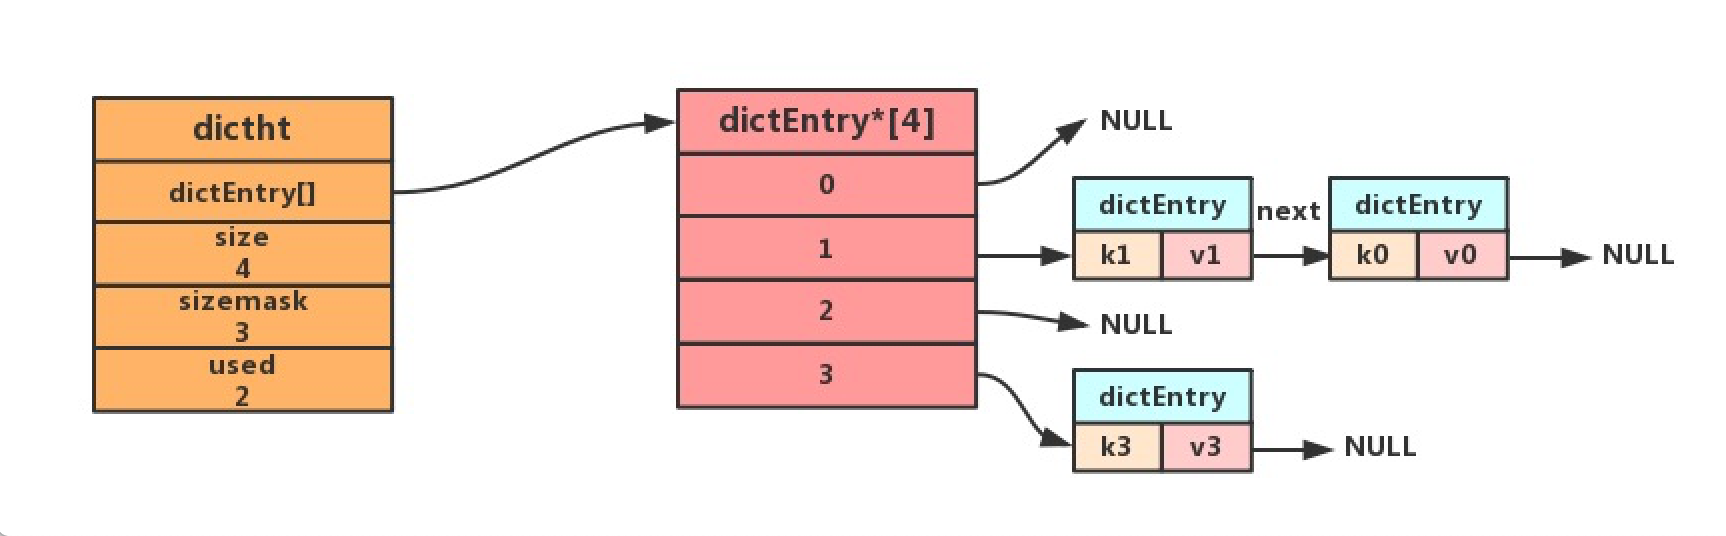 dictht
dictEntry[]
size
4
sizemask
3
used
2
dictEntry*[4]
0
1
2
3
NULL
dictEntry
k1 v1
next
dictEntry
k0 v0
NULL
NULL
dictEntry
k3 v3
NULL